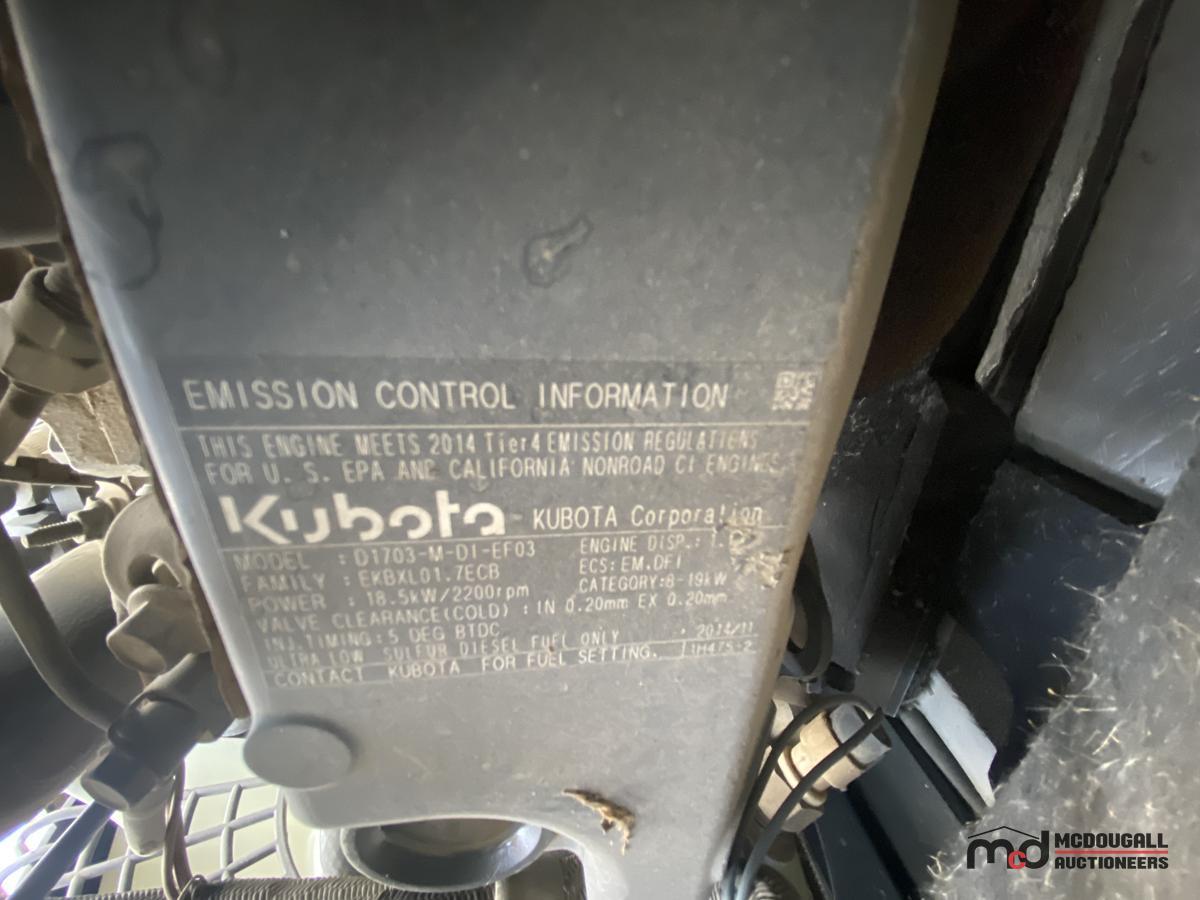 EMISSION CONTROL INFORMATION
THIS ENGINE MEETS 2014 Tier4 EMISSION REGULATIONS
FOR U. S. EPA AND CALIFORNIA NONROAD CI ENGINES
Kubota KUBOTA Corporation
MODEL : D1703-M-DI-EF03 ENGINE DISP.: 1.
FAMILY : EKBXL01.7ECB ECS: EM.DFI
POWER : 18.5kW/2200rpm CATEGORY:8-19kW
VALVE CLEARANCE(COLD) : IN 0.20mm EX 0.20mm
INJ.TIMING:5 DEG BTDC
ULTRA LOW SULFUR DIESEL FUEL ONLY 2014/11
CONTACT KUBOTA FOR FUEL SETTING.
mcd MCDOUGALL
AUCTIONEERS